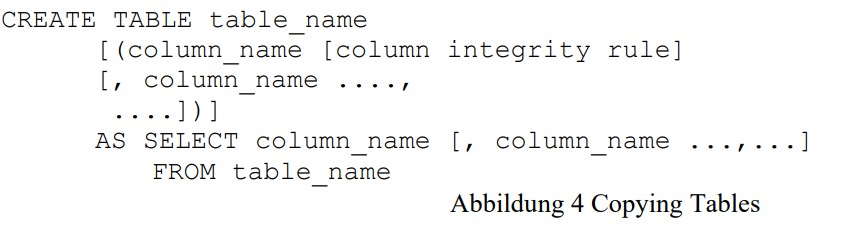 CREATE TABLE table_name
[(column_name [column integrity rule]
[, column_name ....,
....])]
AS SELECT column_name [, column_name ...,...]
FROM table_name
Abbildung 4 Copying Tables